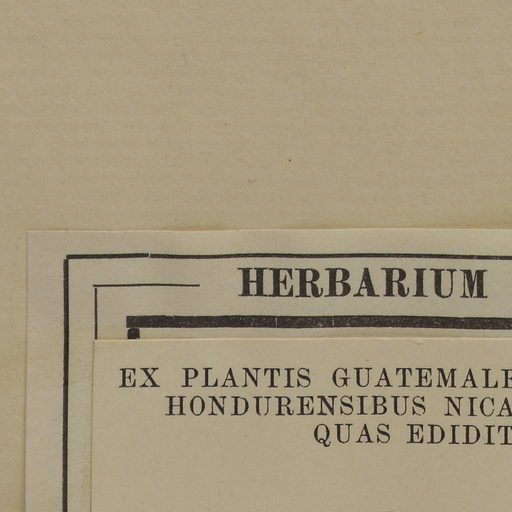 HERBARIUM
EX PLANTIS GUATEMALE
HONDURENSIBUS NICA
QUAS EDIDIT